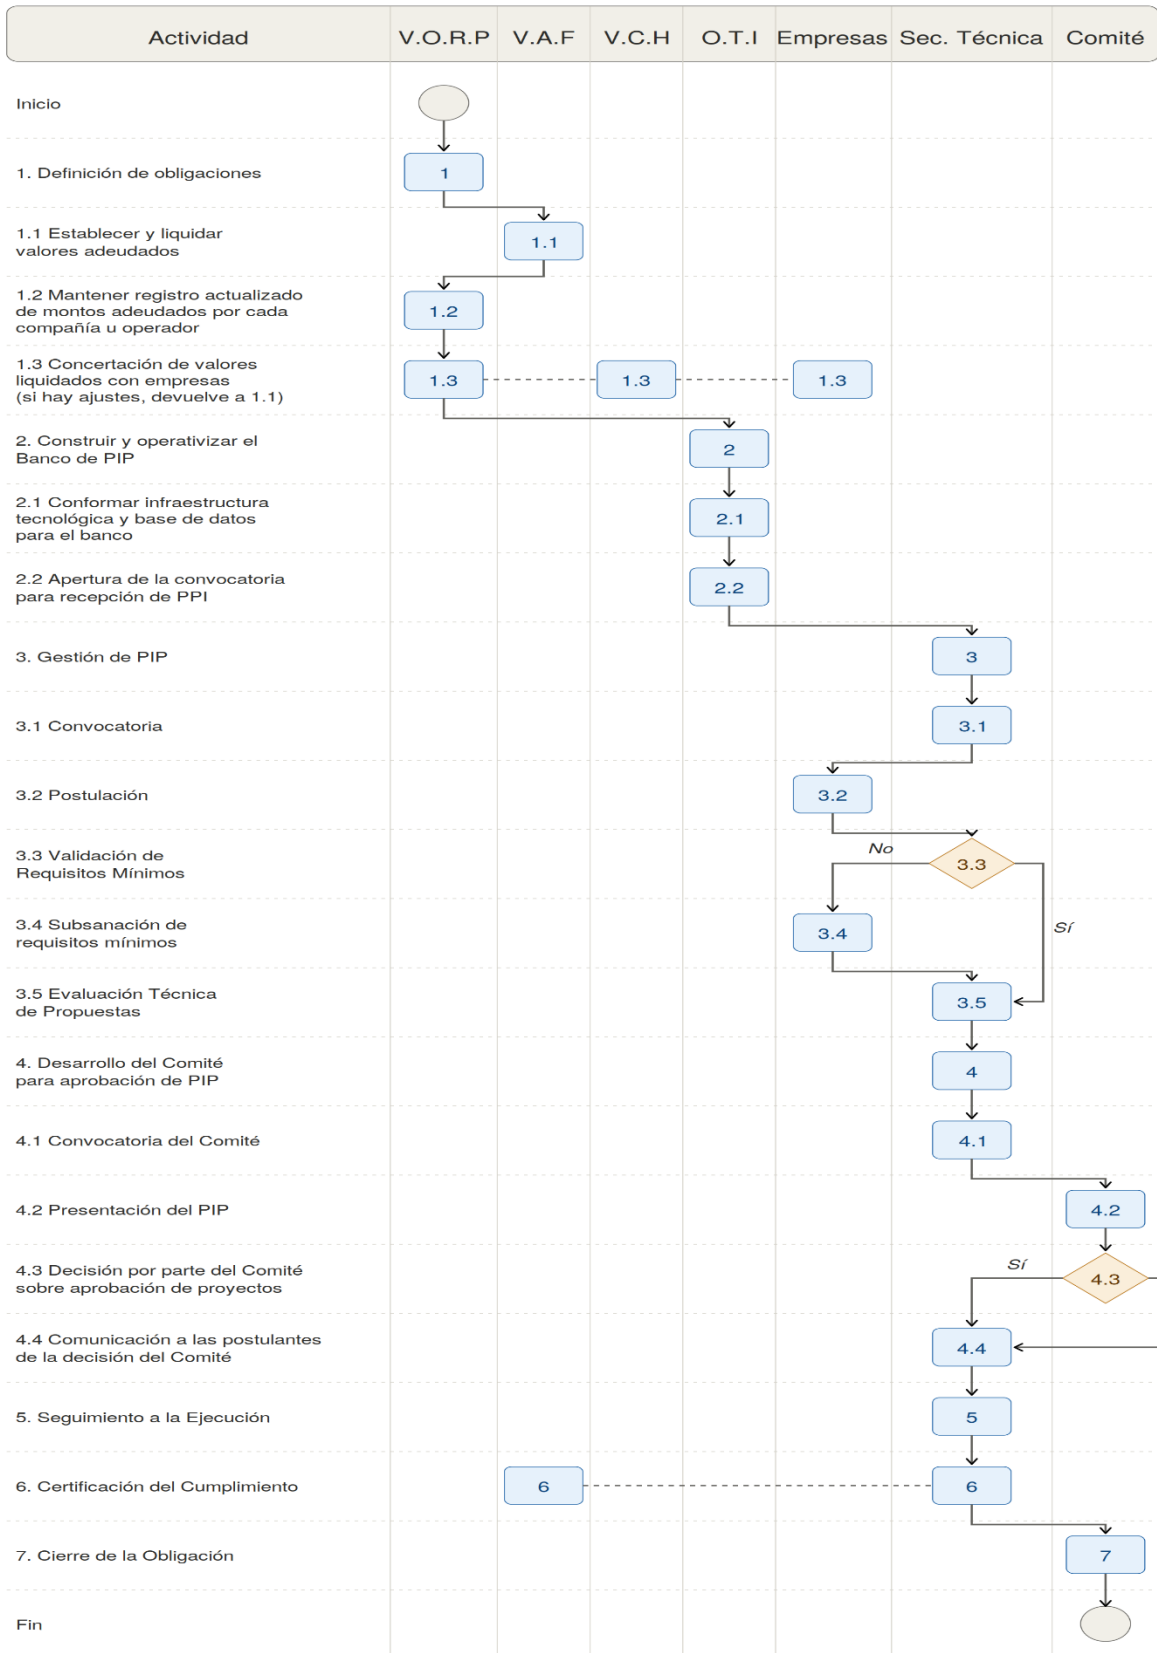 Actividad V.O.R.P V.A.F V.C.H O.T.I Empresas Sec. Técnica Comité
Inicio
1. Definición de obligaciones
1
1.1 Establecer y liquidar
valores adeudados
1.1
1.2 Mantener registro actualizado
de montos adeudados por cada
compañía u operador
1.2
1.3 Concertación de valores
liquidados con empresas
(si hay ajustes, devuelve a 1.1)
1.3 1.3 1.3
2. Construir y operativizar el
Banco de PIP
2
2.1 Conformar infraestructura
tecnológica y base de datos
para el banco
2.1
2.2 Apertura de la convocatoria
para recepción de PPI
2.2
3. Gestión de PIP
3
3.1 Convocatoria
3.1
3.2 Postulación
3.2
3.3 Validación de
Requisitos Mínimos
No
3.3
Sí
3.4 Subsanación de
requisitos mínimos
3.4
3.5 Evaluación Técnica
de Propuestas
3.5
4. Desarrollo del Comité
para aprobación de PIP
4
4.1 Convocatoria del Comité
4.1
4.2 Presentación del PIP
4.2
4.3 Decisión por parte del Comité
sobre aprobación de proyectos
Sí
4.3
4.4 Comunicación a las postulantes
de la decisión del Comité
4.4
5. Seguimiento a la Ejecución
5
6. Certificación del Cumplimiento
6 6
7. Cierre de la Obligación
7
Fin